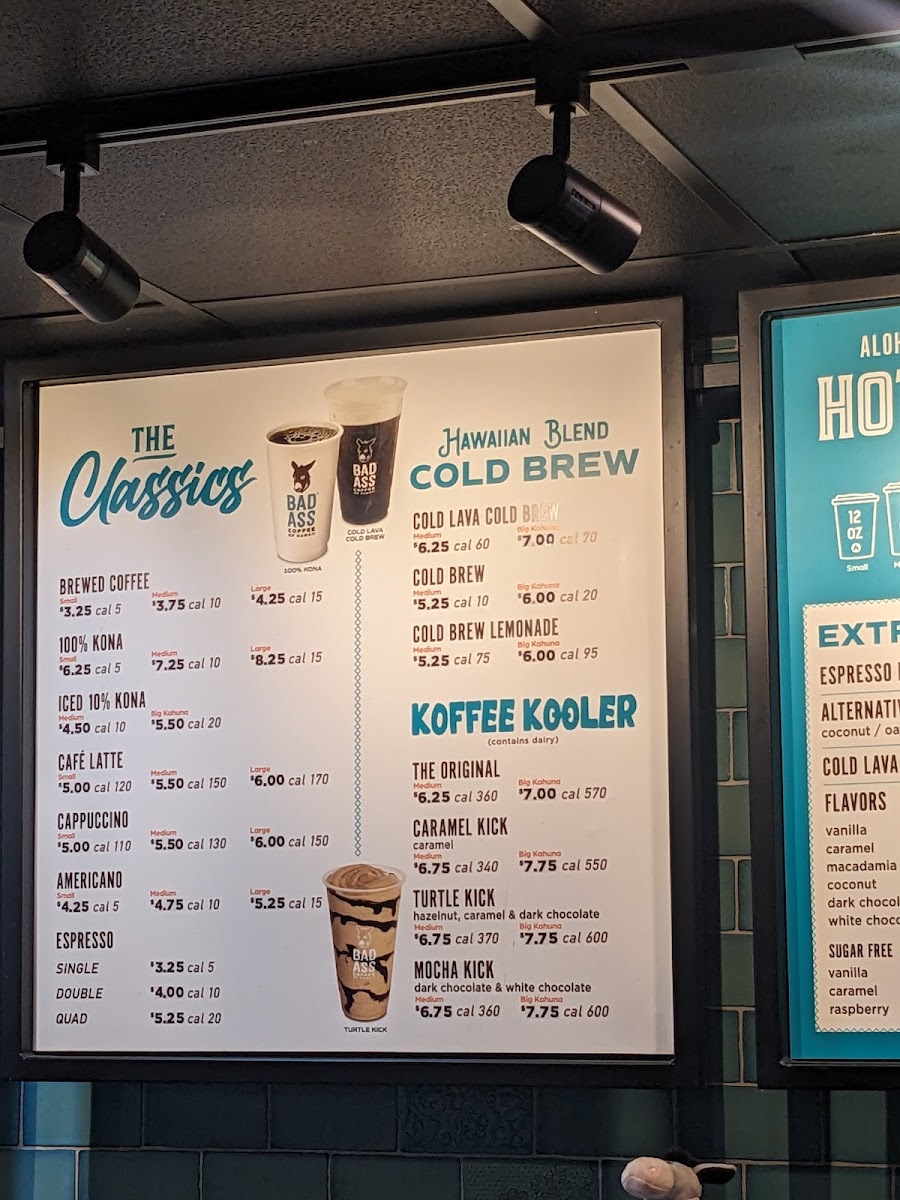 THE
Classics
BAD
ASS
COFFEE
OF HAWAII
100% KONA
BAD
ASS
COFFEE
OF HAWAII
COLD LAVA
COLD BREW
BREWED COFFEE
Small Medium Large
$3.25 cal 5 $3.75 cal 10 $4.25 cal 15
100% KONA
Small Medium Large
$6.25 cal 5 $7.25 cal 10 $8.25 cal 15
ICED 10% KONA
Medium Big Kahuna
$4.50 cal 10 $5.50 cal 20
CAFÉ LATTE
Small Medium Large
$5.00 cal 120 $5.50 cal 150 $6.00 cal 170
CAPPUCCINO
Small Medium Large
$5.00 cal 110 $5.50 cal 130 $6.00 cal 150
AMERICANO
Small Medium Large
$4.25 cal 5 $4.75 cal 10 $5.25 cal 15
ESPRESSO
SINGLE $3.25 cal 5
DOUBLE $4.00 cal 10
QUAD $5.25 cal 20
BAD
ASS
TURTLE KICK
HAWAIIAN BLEND
COLD BREW
COLD LAVA COLD BREW
Medium Big Kahuna
$6.25 cal 60 $7.00 cal 70
COLD BREW
Medium Big Kahuna
$5.25 cal 10 $6.00 cal 20
COLD BREW LEMONADE
Medium Big Kahuna
$5.25 cal 75 $6.00 cal 95
KOFFEE KOOLER
(contains dairy)
THE ORIGINAL
Medium Big Kahuna
$6.25 cal 360 $7.00 cal 570
CARAMEL KICK
caramel
Medium Big Kahuna
$6.75 cal 340 $7.75 cal 550
TURTLE KICK
hazelnut, caramel & dark chocolate
Medium Big Kahuna
$6.75 cal 370 $7.75 cal 600
MOCHA KICK
dark chocolate & white chocolate
Medium Big Kahuna
$6.75 cal 360 $7.75 cal 600
ALOH
HOT
12
OZ
Small
M
EXTR
ESPRESSO
ALTERNATIV
coconut / oa
COLD LAVA
FLAVORS
vanilla
caramel
macadamia
coconut
dark chocol
white choco
SUGAR FREE
vanilla
caramel
raspberry